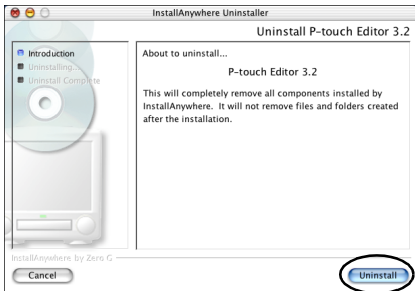 InstallAnywhere Uninstaller
Uninstall P-touch Editor 3.2
Introduction
Uninstalling...
Uninstall Complete
About to uninstall...
P-touch Editor 3.2
This will completely remove all components installed by
InstallAnywhere. It will not remove files and folders created
after the installation.
InstallAnywhere by Zero G
Cancel
Uninstall